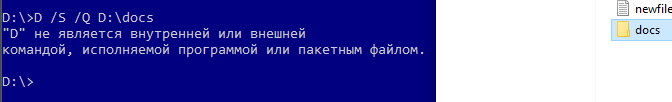 D:\>D /S /Q D:\docs
"D" не является внутренней или внешней
командой, исполняемой программой или пакетным файлом.
D:\>
newfile
docs